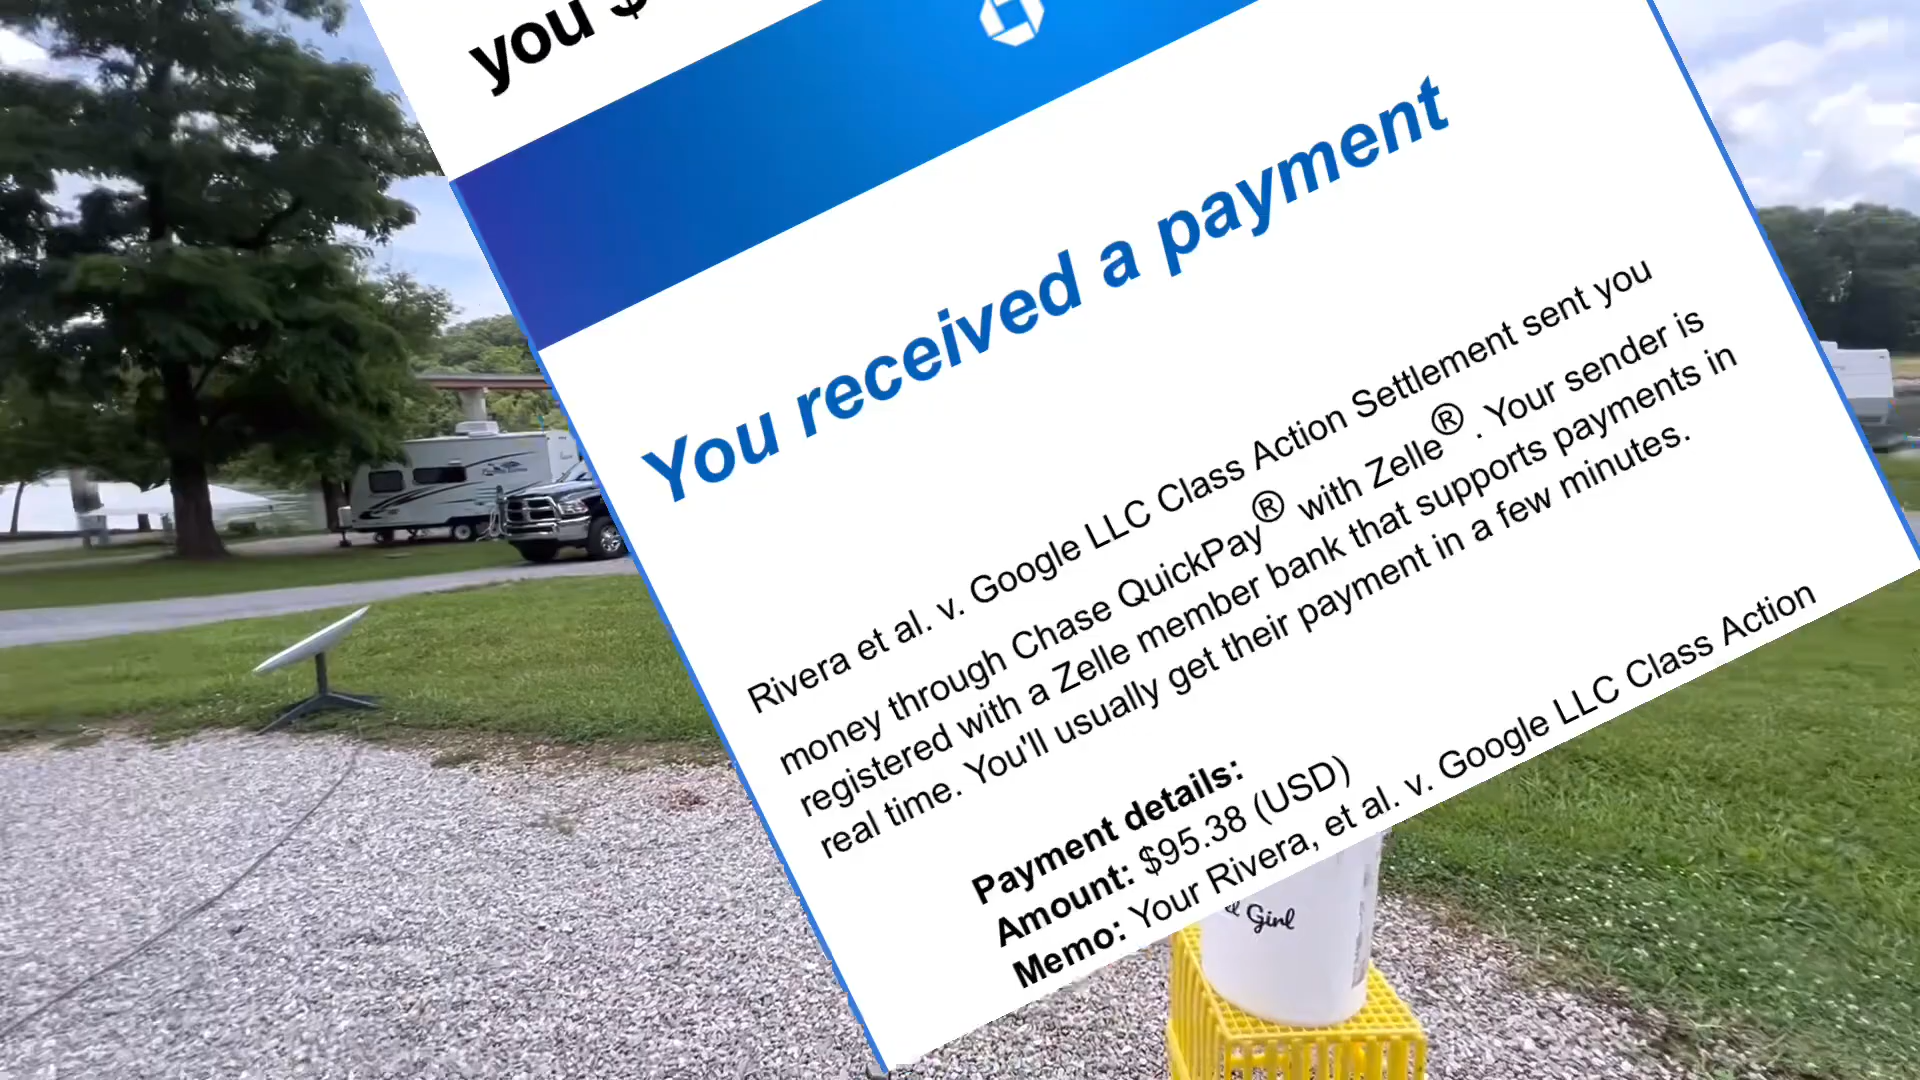 you $
You received a payment
Rivera et al. v. Google LLC Class Action Settlement sent you
money through Chase QuickPay® with Zelle®. Your sender is
registered with a Zelle member bank that supports payments in
real time. You'll usually get their payment in a few minutes.
Payment details:
Amount: $95.38 (USD)
Memo: Your Rivera, et al. v. Google LLC Class Action
Girl